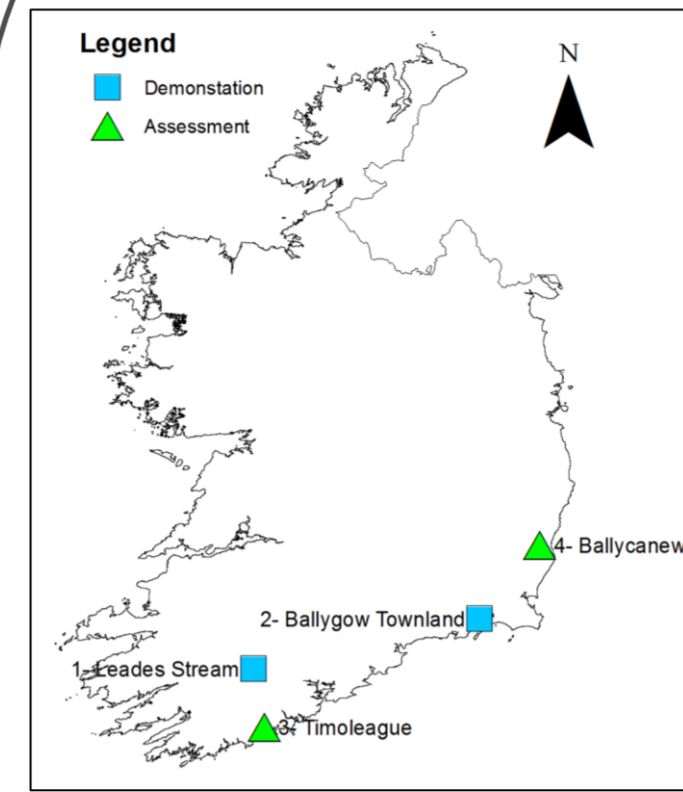 Legend
Demonstation
Assessment
N
4- Ballycanew
2- Ballygow Townland
1- Leades Stream
3- Timoleague